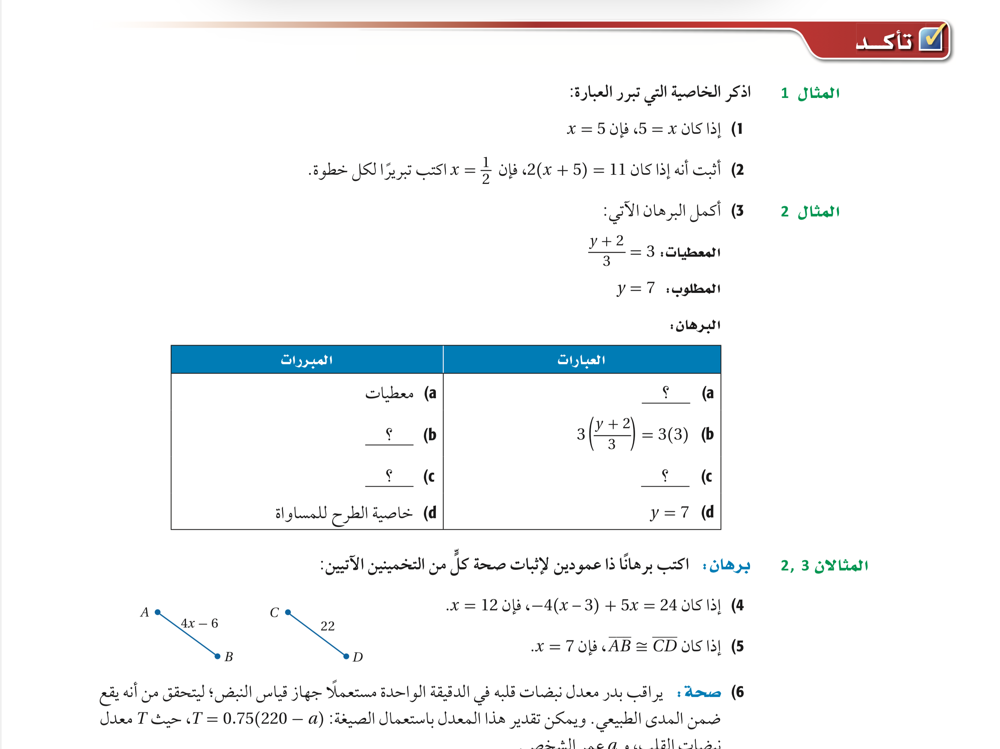 تأكــد
المثال 1 اذكر الخاصية التي تبرر العبارة:
1) إذا كان 5 = x، فإن x = 5
2) أثبت أنه إذا كان 2(x + 5) = 11، فإن x = 1/2 اكتب تبريرًا لكل خطوة.
المثال 2 3) أكمل البرهان الآتي:
المعطيات: (y + 2)/3 = 3
المطلوب: y = 7
البرهان:
العبارات المبررات
a) ؟ a) معطيات
b) 3((y + 2)/3) = 3(3) b) ؟
c) ؟ c) ؟
d) y = 7 d) خاصية الطرح للمساواة
المثالان 2, 3 برهان: اكتب برهانًا ذا عمودين لإثبات صحة كلٍّ من التخمينين الآتيين:
4) إذا كان −4(x − 3) + 5x = 24، فإن x = 12.
5) إذا كان A̅B̅ ≅ C̅D̅، فإن x = 7.
A 4x − 6 B
C 22 D
6) صحة: يراقب بدر معدل نبضات قلبه في الدقيقة الواحدة مستعملًا جهاز قياس النبض؛ ليتحقق من أنه يقع
ضمن المدى الطبيعي. ويمكن تقدير هذا المعدل باستعمال الصيغة: T = 0.75(220 − a)، حيث T معدل
نبضات القلب، و a عمر الشخص.